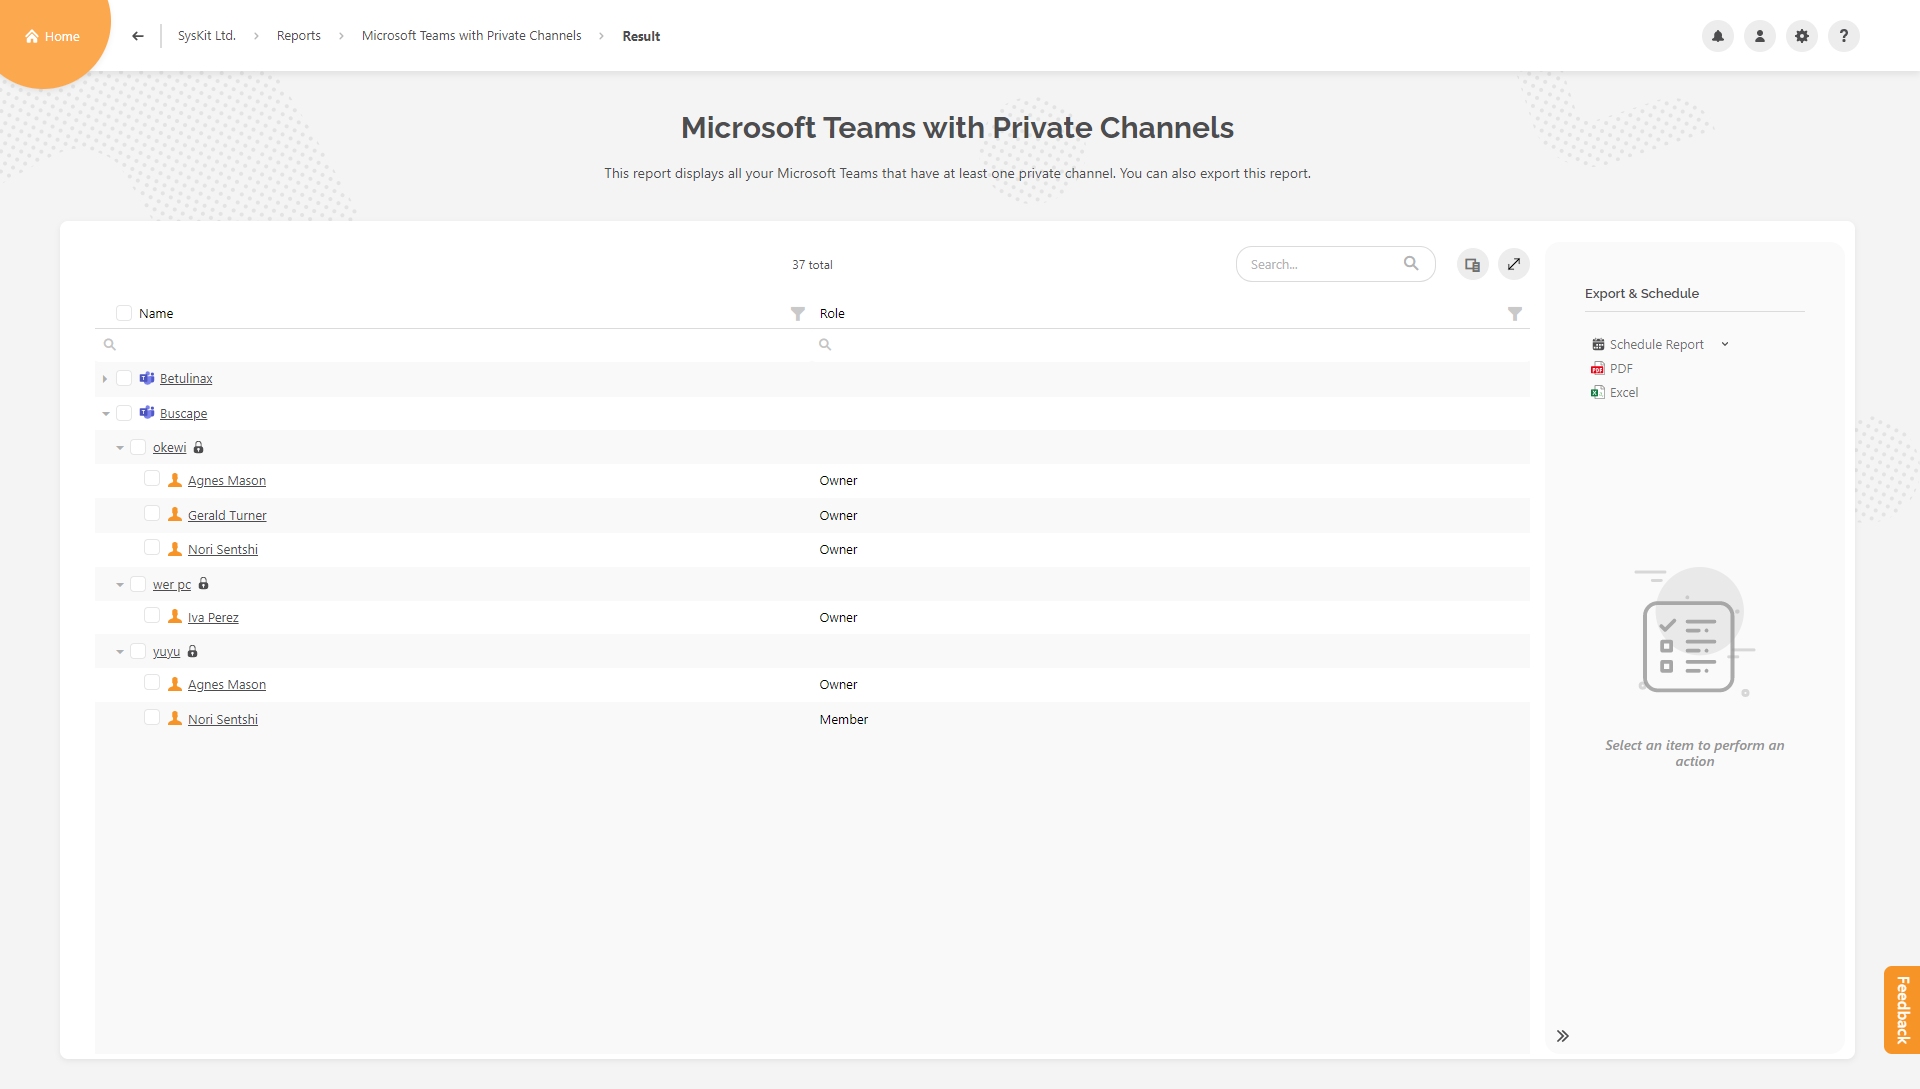 Home
SysKit Ltd. Reports Microsoft Teams with Private Channels Result
Microsoft Teams with Private Channels
This report displays all your Microsoft Teams that have at least one private channel. You can also export this report.
37 total
Search...
Name Role
Betulinax
Buscape
okewi
Agnes Mason Owner
Gerald Turner Owner
Nori Sentshi Owner
wer pc
Iva Perez Owner
yuyu
Agnes Mason Owner
Nori Sentshi Member
Export & Schedule
Schedule Report
PDF
Excel
Select an item to perform an
action
Feedback